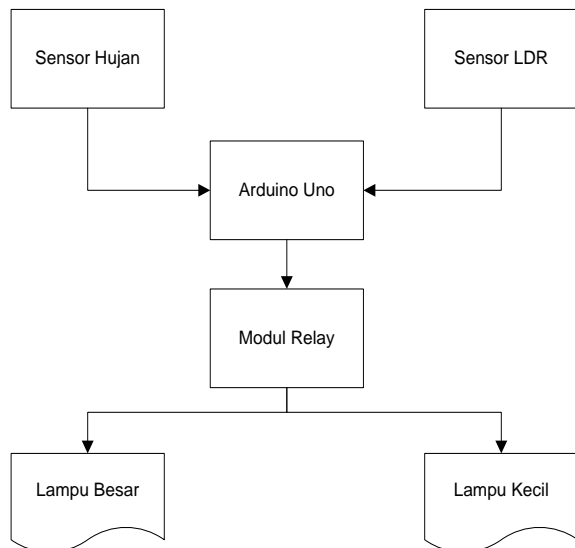 Sensor Hujan
Sensor LDR
Arduino Uno
Modul Relay
Lampu Besar
Lampu Kecil